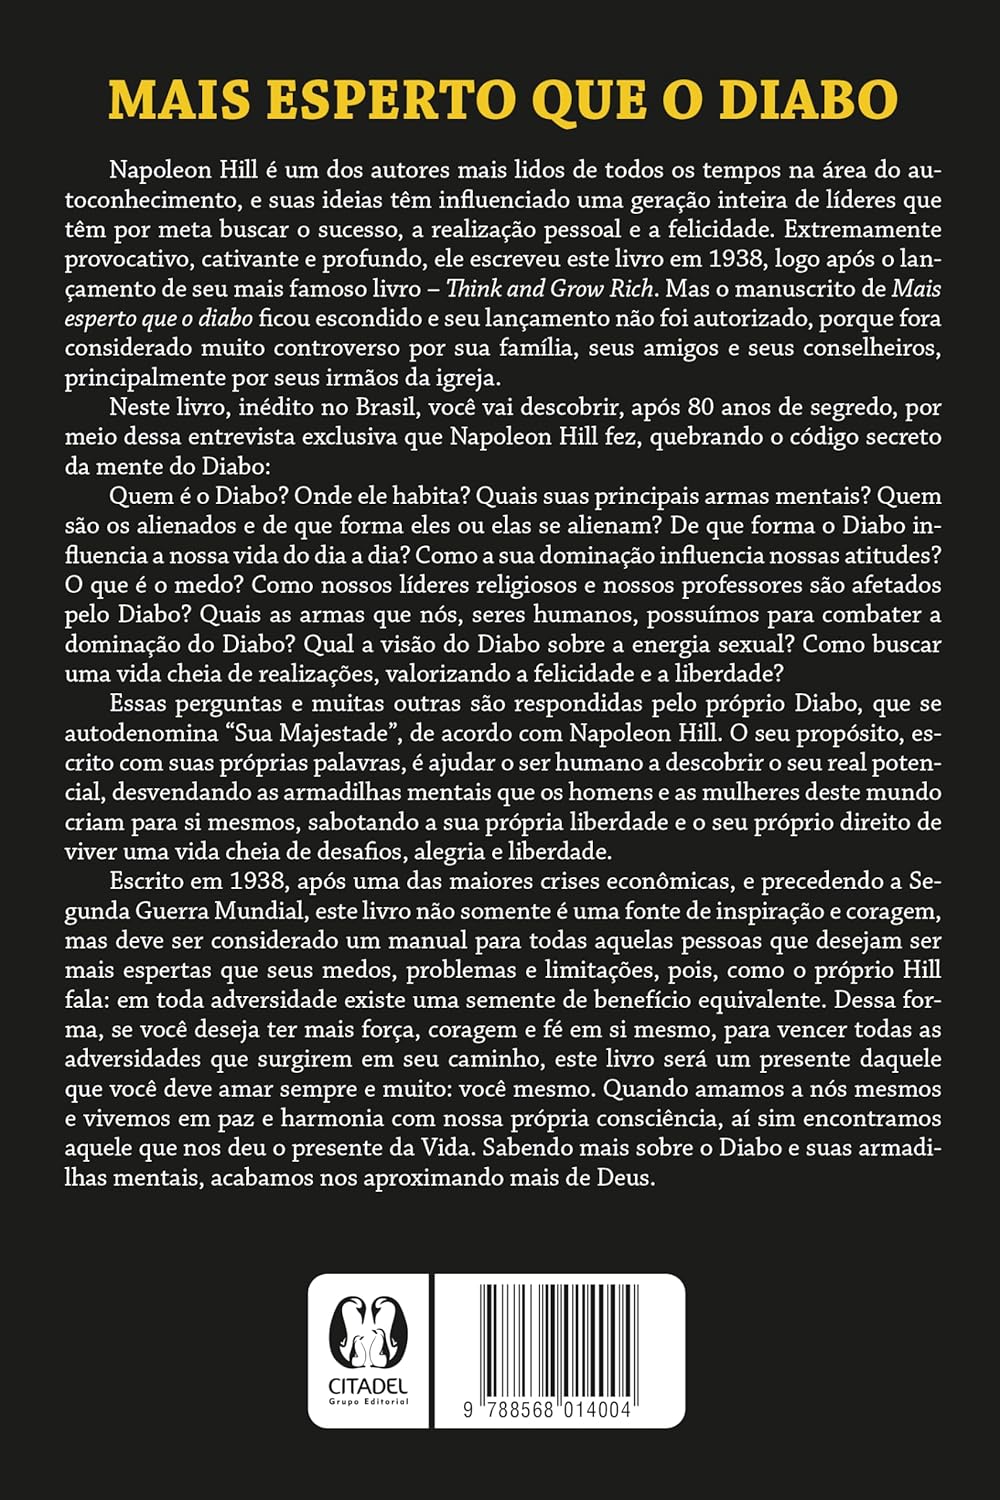 MAIS ESPERTO QUE O DIABO
Napoleon Hill é um dos autores mais lidos de todos os tempos na área do au-
toconhecimento, e suas ideias têm influenciado uma geração inteira de líderes que
têm por meta buscar o sucesso, a realização pessoal e a felicidade. Extremamente
provocativo, cativante e profundo, ele escreveu este livro em 1938, logo após o lan-
çamento de seu mais famoso livro – Think and Grow Rich. Mas o manuscrito de Mais
esperto que o diabo ficou escondido e seu lançamento não foi autorizado, porque fora
considerado muito controverso por sua família, seus amigos e seus conselheiros,
principalmente por seus irmãos da igreja.
Neste livro, inédito no Brasil, você vai descobrir, após 80 anos de segredo, por
meio dessa entrevista exclusiva que Napoleon Hill fez, quebrando o código secreto
da mente do Diabo:
Quem é o Diabo? Onde ele habita? Quais suas principais armas mentais? Quem
são os alienados e de que forma eles ou elas se alienam? De que forma o Diabo in-
fluencia a nossa vida do dia a dia? Como a sua dominação influencia nossas atitudes?
O que é o medo? Como nossos líderes religiosos e nossos professores são afetados
pelo Diabo? Quais as armas que nós, seres humanos, possuímos para combater a
dominação do Diabo? Qual a visão do Diabo sobre a energia sexual? Como buscar
uma vida cheia de realizações, valorizando a felicidade e a liberdade?
Essas perguntas e muitas outras são respondidas pelo próprio Diabo, que se
autodenomina “Sua Majestade”, de acordo com Napoleon Hill. O seu propósito, es-
crito com suas próprias palavras, é ajudar o ser humano a descobrir o seu real poten-
cial, desvendando as armadilhas mentais que os homens e as mulheres deste mundo
criam para si mesmos, sabotando a sua própria liberdade e o seu próprio direito de
viver uma vida cheia de desafios, alegria e liberdade.
Escrito em 1938, após uma das maiores crises econômicas, e precedendo a Se-
gunda Guerra Mundial, este livro não somente é uma fonte de inspiração e coragem,
mas deve ser considerado um manual para todas aquelas pessoas que desejam ser
mais espertas que seus medos, problemas e limitações, pois, como o próprio Hill
fala: em toda adversidade existe uma semente de benefício equivalente. Dessa for-
ma, se você deseja ter mais força, coragem e fé em si mesmo, para vencer todas as
adversidades que surgirem em seu caminho, este livro será um presente daquele
que você deve amar sempre e muito: você mesmo. Quando amamos a nós mesmos
e vivemos em paz e harmonia com nossa própria consciência, aí sim encontramos
aquele que nos deu o presente da Vida. Sabendo mais sobre o Diabo e suas armadi-
lhas mentais, acabamos nos aproximando mais de Deus.
CITADEL
Grupo Editorial
9 788568 014004